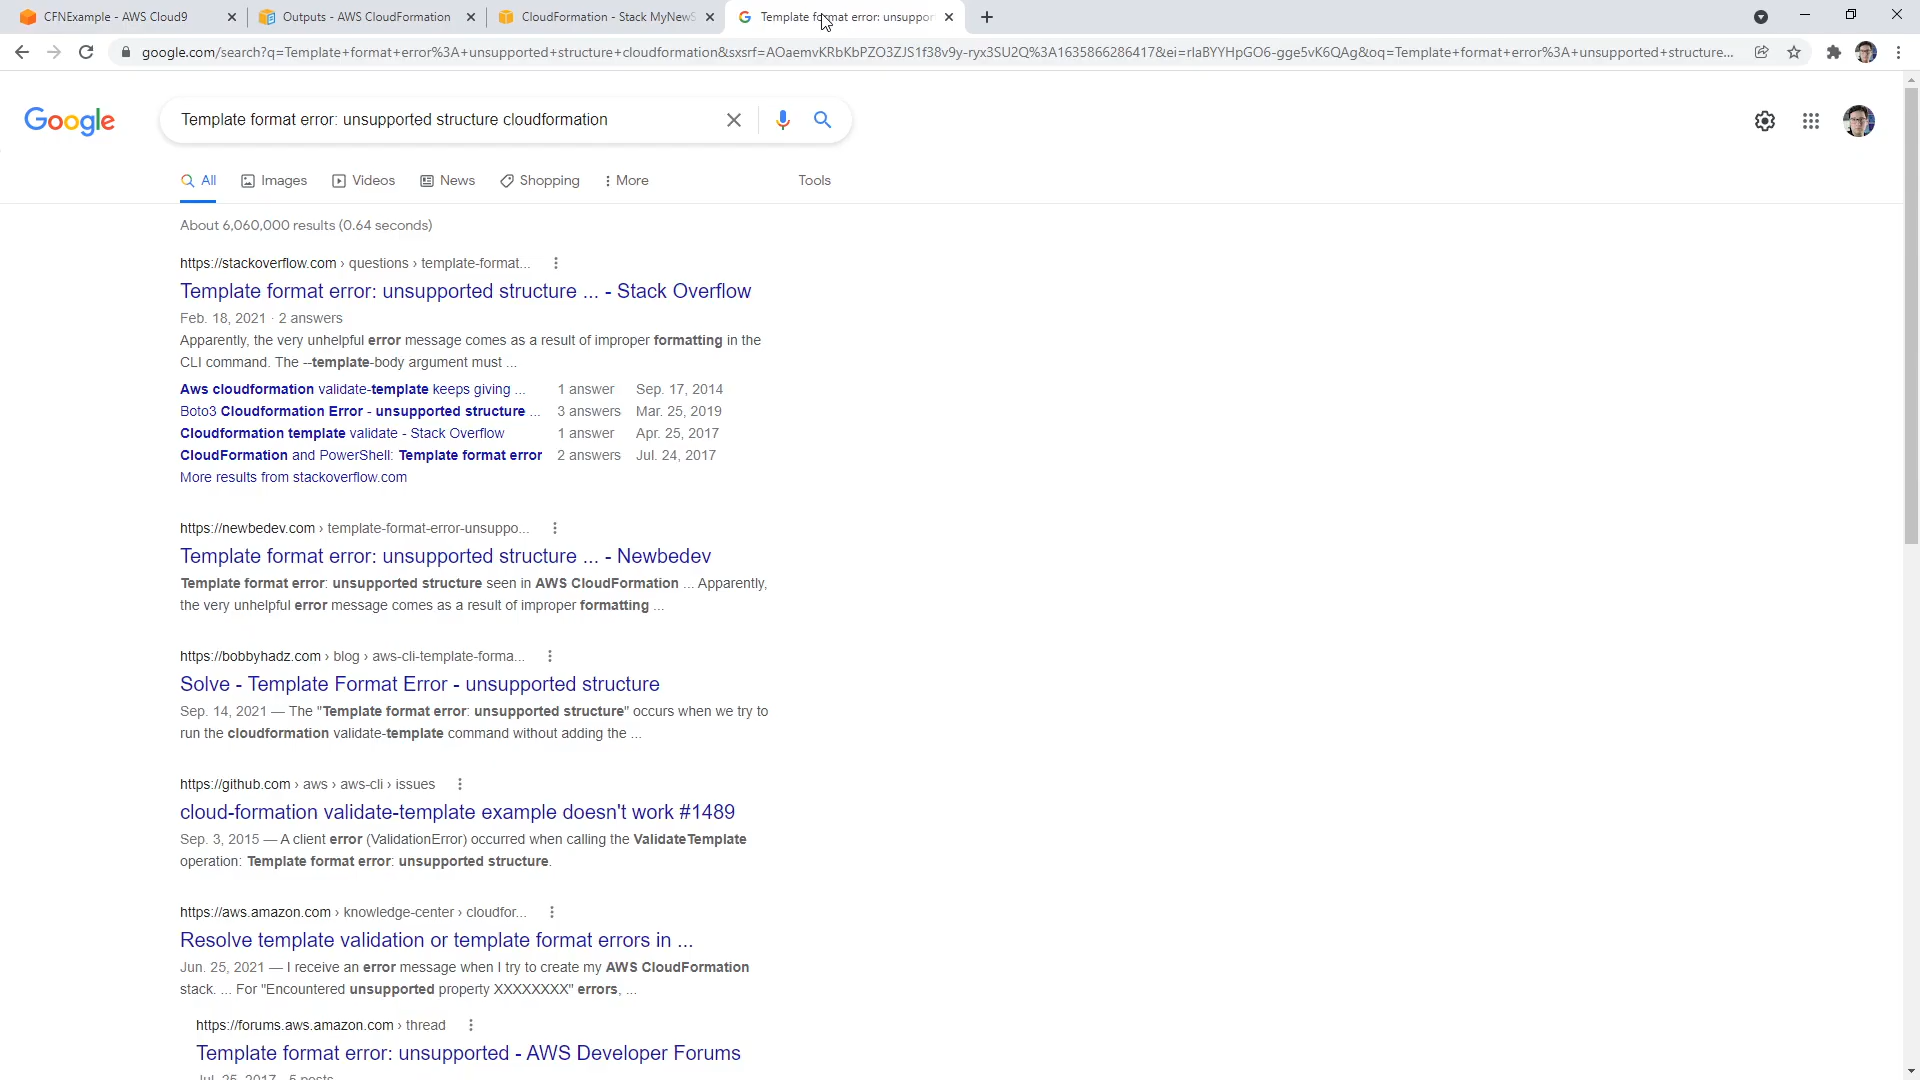 CFNExample - AWS Cloud9
Outputs - AWS CloudFormation
CloudFormation - Stack MyNewS
Template format error: unsuppor
google.com/search?q=Template+format+error%3A+unsupported+structure+cloudformation&sxsrf=AOaemvKRbKbPZO3ZJS1f38v9y-ryx3SU2Q%3A1635866286417&ei=rlaBYYHpGO6-gge5vK6QAg&oq=Template+format+error%3A+unsupported+structure...
Google
Template format error: unsupported structure cloudformation
All
Images
Videos
News
Shopping
More
Tools
About 6,060,000 results (0.64 seconds)
https://stackoverflow.com › questions › template-format...
Template format error: unsupported structure ... - Stack Overflow
Feb. 18, 2021 · 2 answers
Apparently, the very unhelpful error message comes as a result of improper formatting in the
CLI command. The --template-body argument must ...
Aws cloudformation validate-template keeps giving ... 1 answer Sep. 17, 2014
Boto3 Cloudformation Error - unsupported structure ... 3 answers Mar. 25, 2019
Cloudformation template validate - Stack Overflow 1 answer Apr. 25, 2017
CloudFormation and PowerShell: Template format error 2 answers Jul. 24, 2017
More results from stackoverflow.com
https://newbedev.com › template-format-error-unsuppo...
Template format error: unsupported structure ... - Newbedev
Template format error: unsupported structure seen in AWS CloudFormation ... Apparently,
the very unhelpful error message comes as a result of improper formatting ...
https://bobbyhadz.com › blog › aws-cli-template-forma...
Solve - Template Format Error - unsupported structure
Sep. 14, 2021 — The "Template format error: unsupported structure" occurs when we try to
run the cloudformation validate-template command without adding the ...
https://github.com › aws › aws-cli › issues
cloud-formation validate-template example doesn't work #1489
Sep. 3, 2015 — A client error (ValidationError) occurred when calling the ValidateTemplate
operation: Template format error: unsupported structure.
https://aws.amazon.com › knowledge-center › cloudfor...
Resolve template validation or template format errors in ...
Jun. 25, 2021 — I receive an error message when I try to create my AWS CloudFormation
stack. ... For "Encountered unsupported property XXXXXXXX" errors, ...
https://forums.aws.amazon.com › thread
Template format error: unsupported - AWS Developer Forums
Jul. 25, 2017 · 5 posts